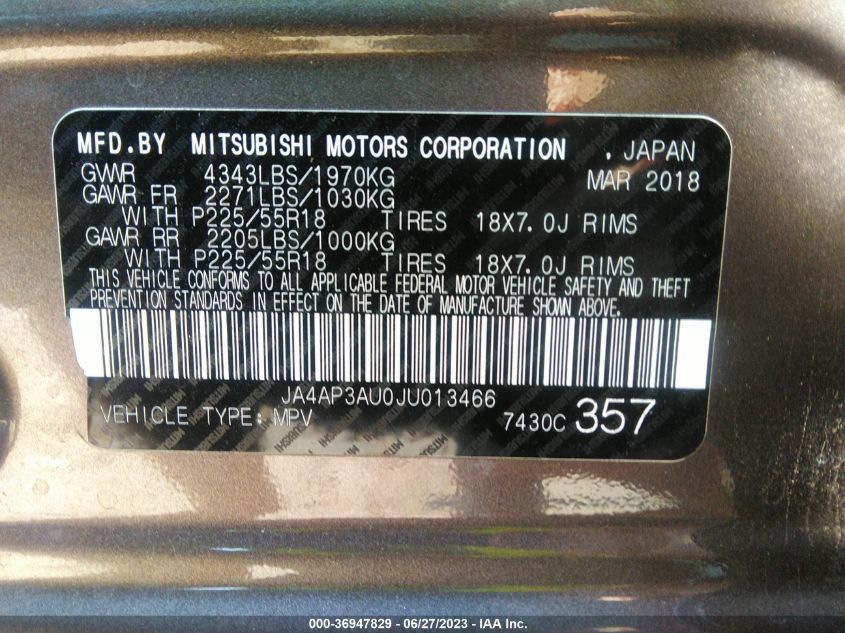 MFD.BY MITSUBISHI MOTORS CORPORATION , JAPAN
GVWR 4343LBS/1970KG MAR 2018
GAWR FR 2271LBS/1030KG
WITH P225/55R18 TIRES 18X7.0J RIMS
GAWR RR 2205LBS/1000KG
WITH P225/55R18 TIRES 18X7.0J RIMS
THIS VEHICLE CONFORMS TO ALL APPLICABLE FEDERAL MOTOR VEHICLE SAFETY AND THEFT
PREVENTION STANDARDS IN EFFECT ON THE DATE OF MANUFACTURE SHOWN ABOVE.
JA4AP3AU0JU013466
VEHICLE TYPE: MPV 7430C 357
000-36947829 - 06/27/2023 - IAA Inc.